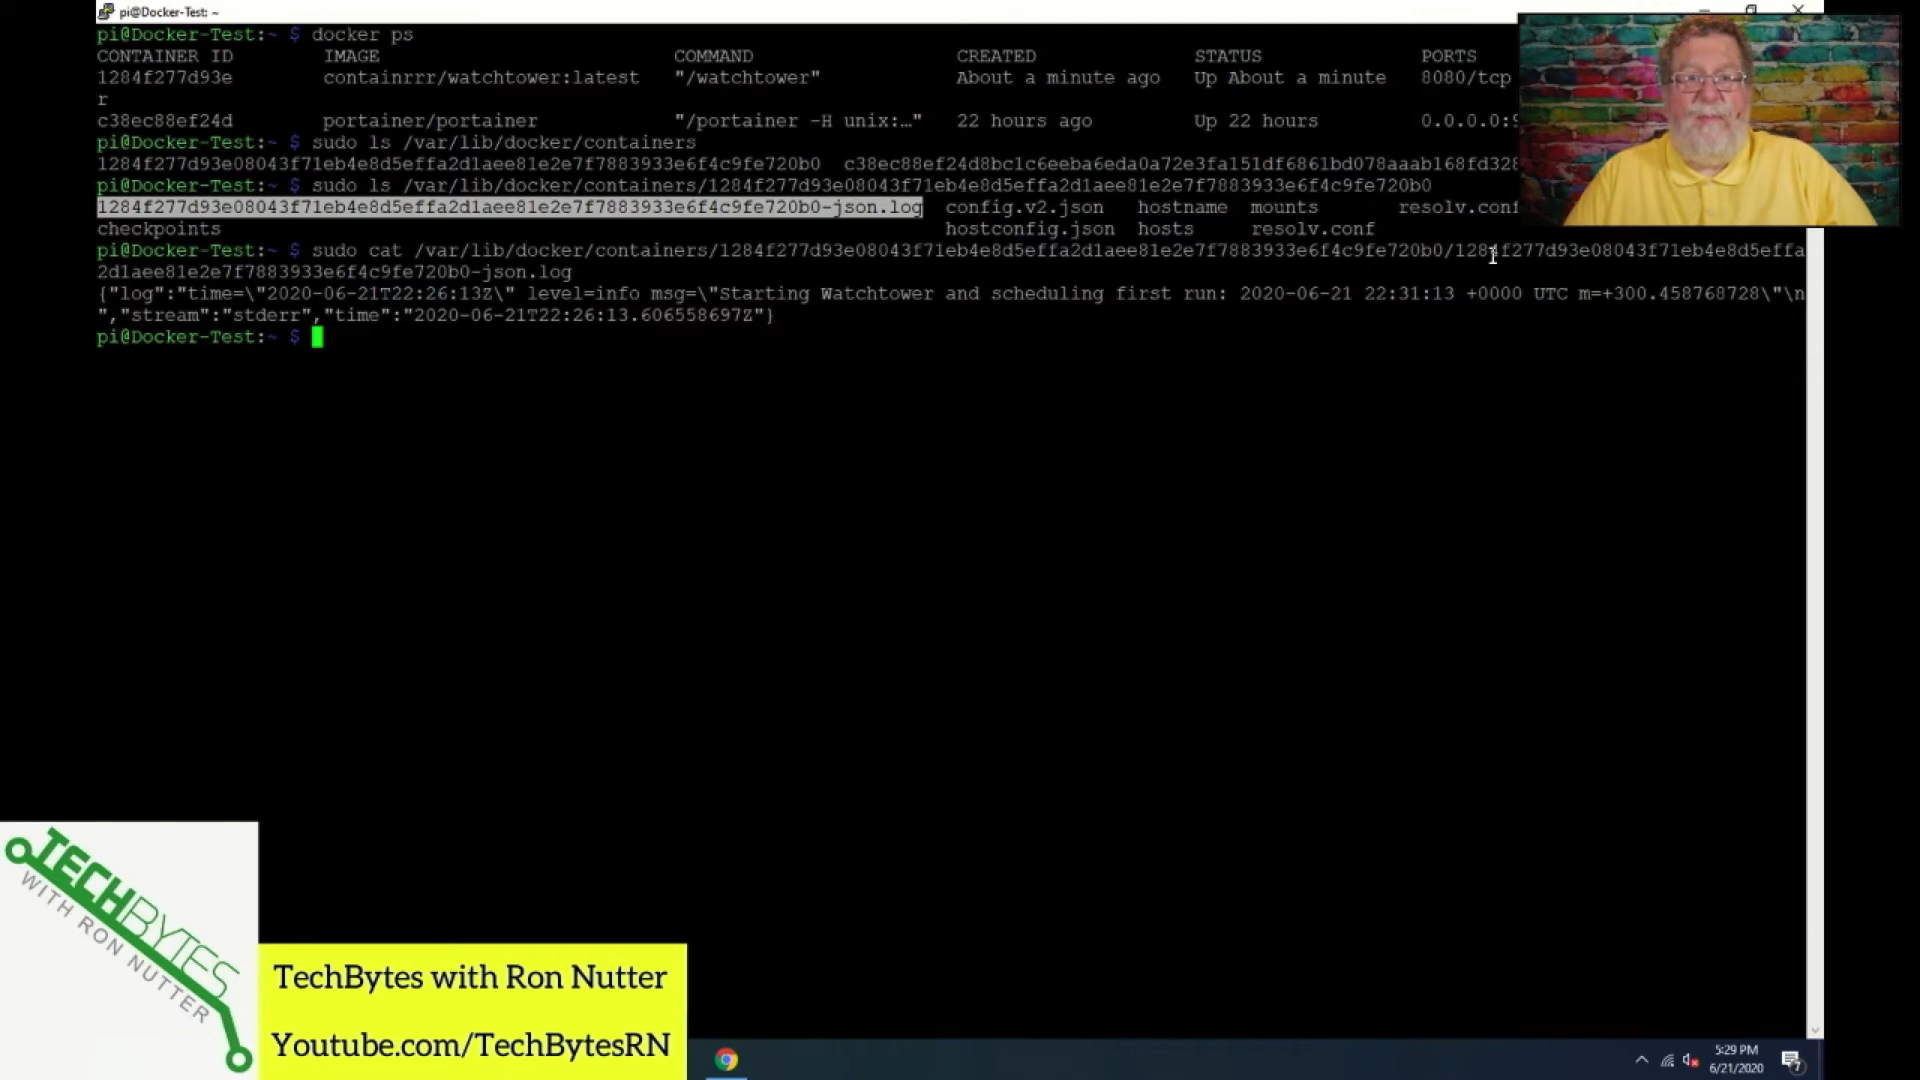 pi@Docker-Test: ~
pi@Docker-Test:~ $ docker ps
CONTAINER ID IMAGE COMMAND CREATED STATUS PORTS
1284f277d93e containrrr/watchtower:latest "/watchtower" About a minute ago Up About a minute 8080/tcp
r
c38ec88ef24d portainer/portainer "/portainer -H unix:…" 22 hours ago Up 22 hours
pi@Docker-Test:~ $ sudo ls /var/lib/docker/containers
1284f277d93e08043f71eb4e8d5effa2d1aee81e2e7f7883933e6f4c9fe720b0 c38ec88ef24d8bc1c6eeba6eda0a72e3fa151df6861bd078aaab168fd328
pi@Docker-Test:~ $ sudo ls /var/lib/docker/containers/1284f277d93e08043f71eb4e8d5effa2d1aee81e2e7f7883933e6f4c9fe720b0
1284f277d93e08043f71eb4e8d5effa2d1aee81e2e7f7883933e6f4c9fe720b0-json.log config.v2.json hostname mounts resolv.conf
checkpoints hostconfig.json hosts resolv.conf
pi@Docker-Test:~ $ sudo cat /var/lib/docker/containers/1284f277d93e08043f71eb4e8d5effa2d1aee81e2e7f7883933e6f4c9fe720b0/1284f277d93e08043f71eb4e8d5effa
2d1aee81e2e7f7883933e6f4c9fe720b0-json.log
{"log":"time=\"2020-06-21T22:26:13Z\" level=info msg=\"Starting Watchtower and scheduling first run: 2020-06-21 22:31:13 +0000 UTC m=+300.458768728\"\n
","stream":"stderr","time":"2020-06-21T22:26:13.606558697Z"}
pi@Docker-Test:~ $
TECHBYTES
WITH RON NUTTER
TechBytes with Ron Nutter
Youtube.com/TechBytesRN
5:29 PM
6/21/2020